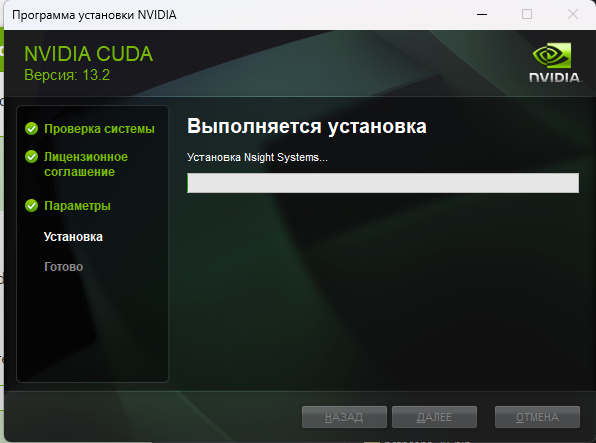 Программа установки NVIDIA
NVIDIA CUDA
Версия: 13.2
NVIDIA.
Проверка системы
Лицензионное
соглашение
Параметры
Установка
Готово
Выполняется установка
Установка Nsight Systems...
НАЗАД
ДАЛЕЕ
ОТМЕНА